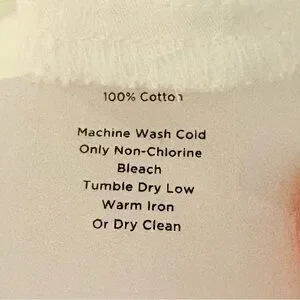 100% Cotton
Machine Wash Cold
Only Non-Chlorine
Bleach
Tumble Dry Low
Warm Iron
Or Dry Clean